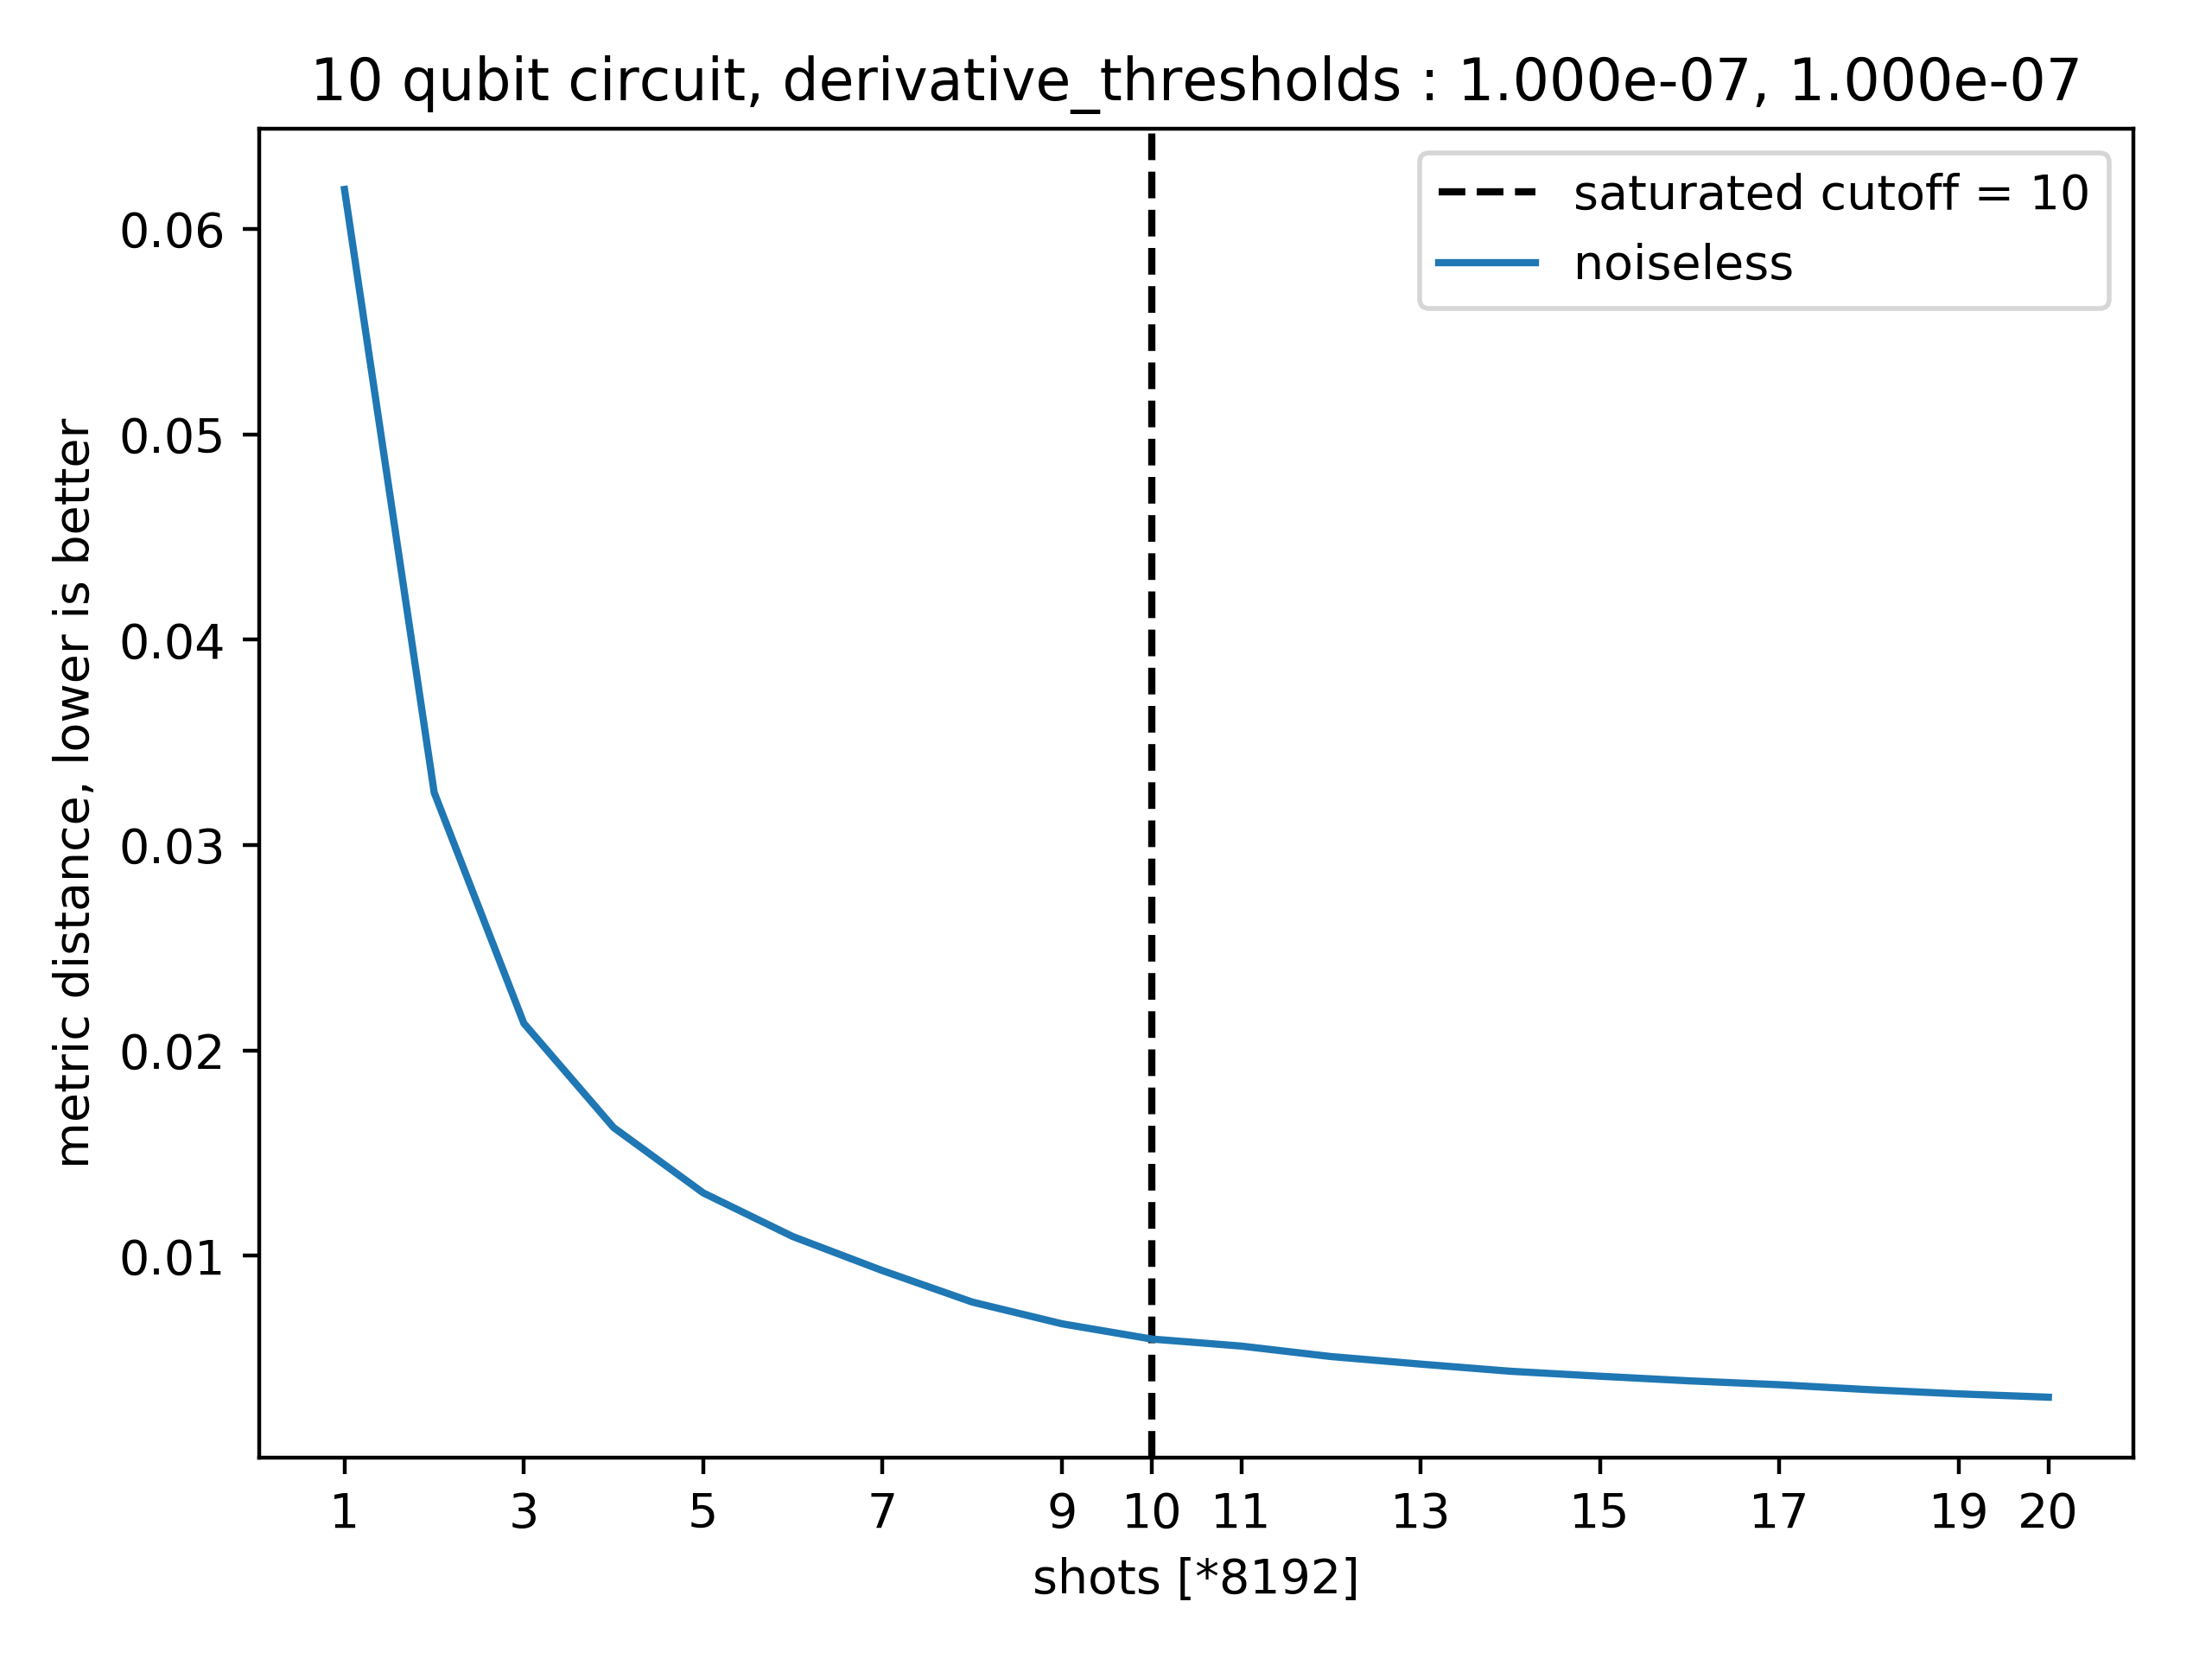 10 qubit circuit, derivative_thresholds : 1.000e-07, 1.000e-07
saturated cutoff = 10
noiseless
metric distance, lower is better
0.06
0.05
0.04
0.03
0.02
0.01
1 3 5 7 9 10 11 13 15 17 19 20
shots [*8192]